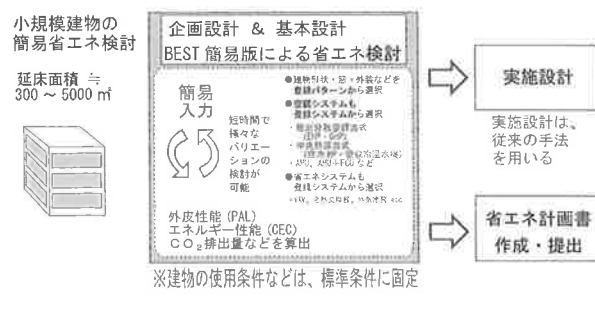 小規模建物の
簡易省エネ検討
延床面積 ≒
300 ～ 5000 ㎡
企画設計 & 基本設計
BEST 簡易版による省エネ検討
簡易
入力
短時間で
様々な
バリエー
ションの
検討が
可能
●建物形状・窓・外装などを
登録パターンから選択
●空調システムも
登録システムから選択
●省エネシステムも
登録システムから選択
外皮性能 (PAL)
エネルギー性能 (CEC)
ＣＯ₂排出量などを算出
※建物の使用条件などは、標準条件に固定
実施設計
実施設計は、
従来の手法
を用いる
省エネ計画書
作成・提出